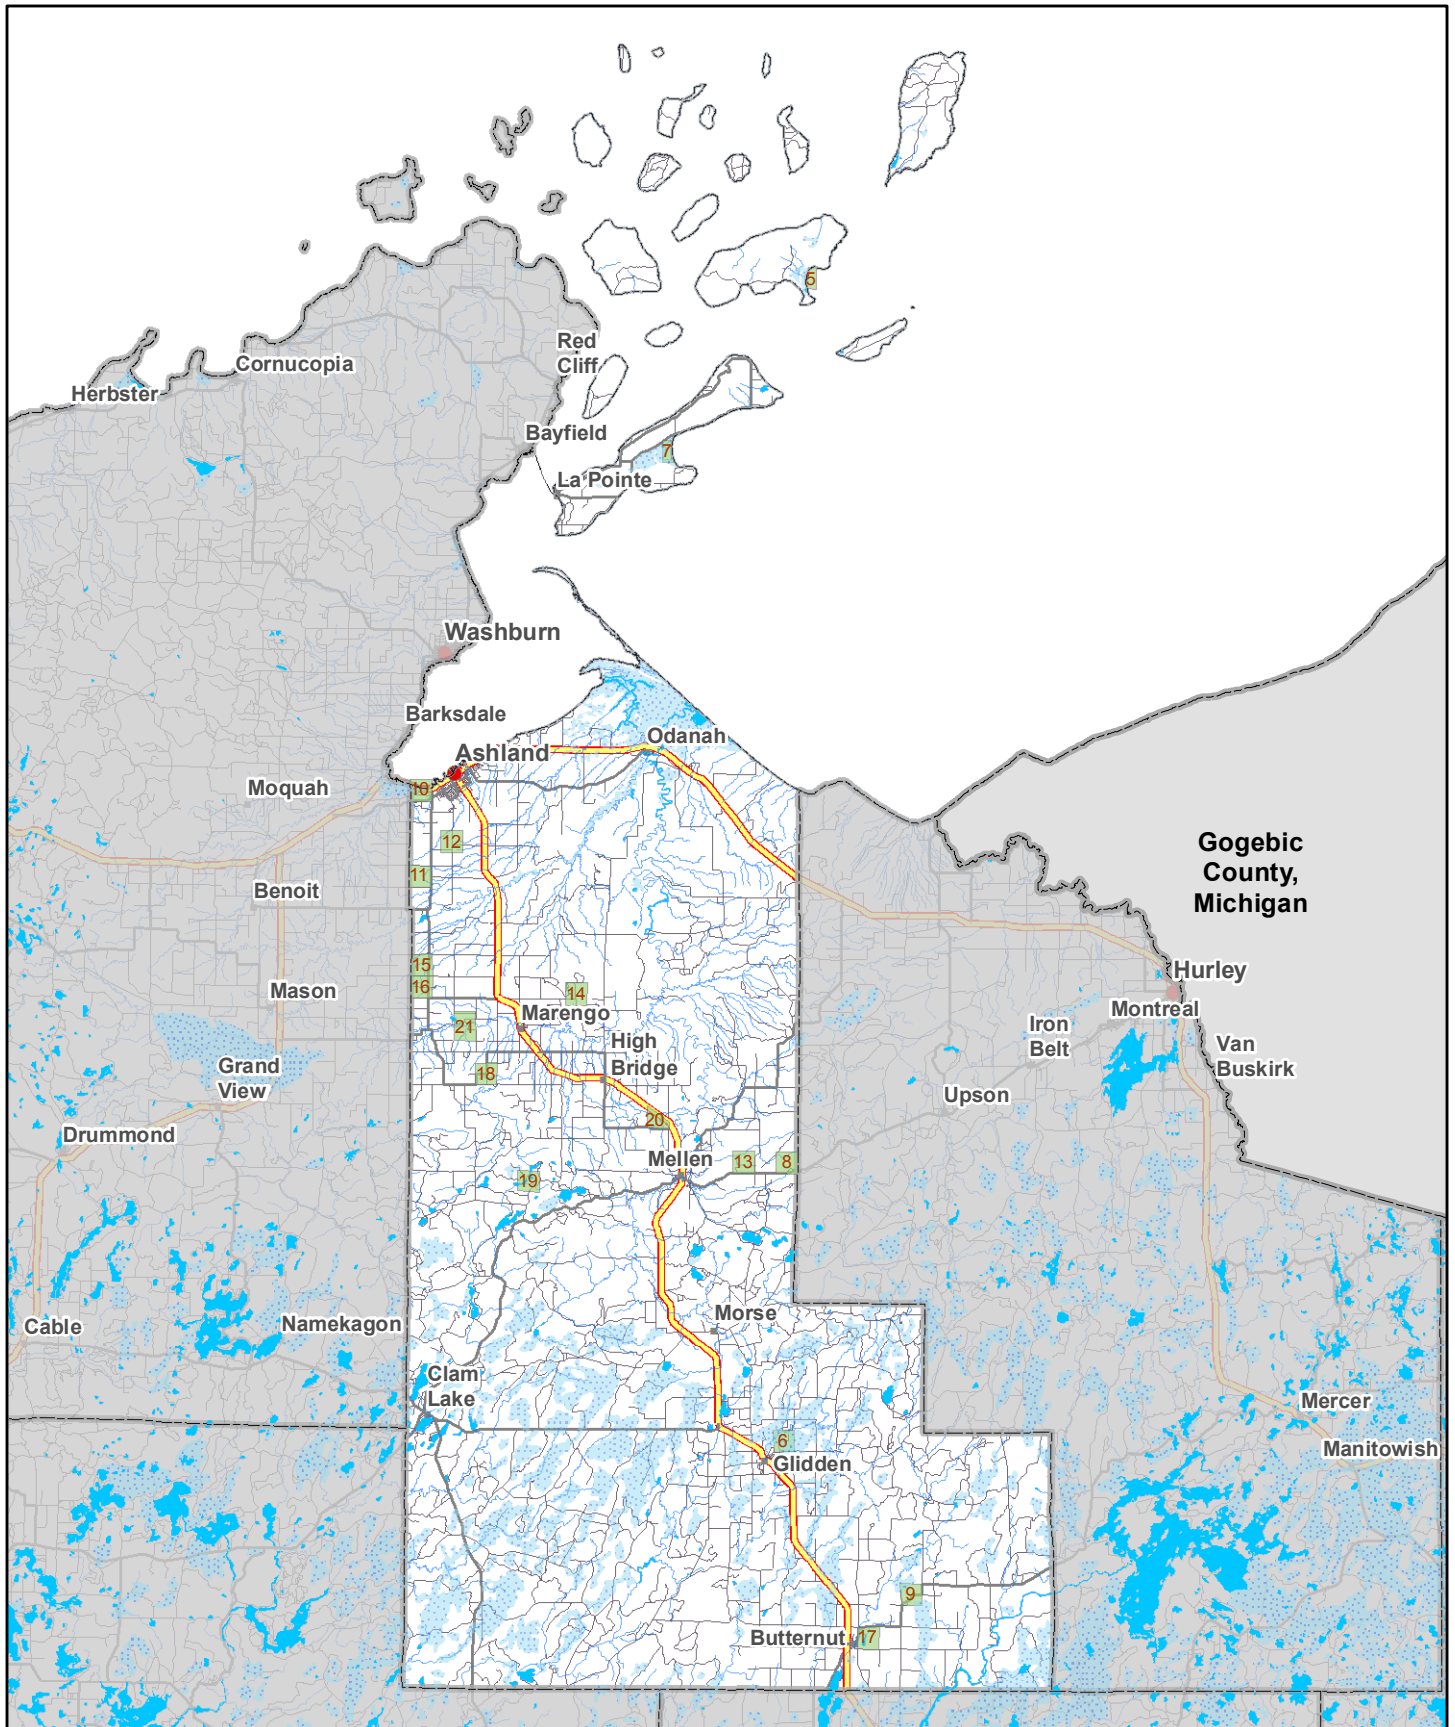 5
Red
Cliff
Cornucopia
Herbster
Bayfield
7
La Pointe
Washburn
Barksdale
Odanah
Ashland
Moquah
10
12
Gogebic
County,
Michigan
11
Benoit
15
Hurley
16
Mason
14
Montreal
Marengo
21
Iron
Belt
High
Bridge
Van
Buskirk
Grand
View
18
Upson
20
Drummond
Mellen
13
8
19
Morse
Cable
Namekagon
Clam
Lake
Mercer
6
Manitowish
Glidden
9
Butternut
17